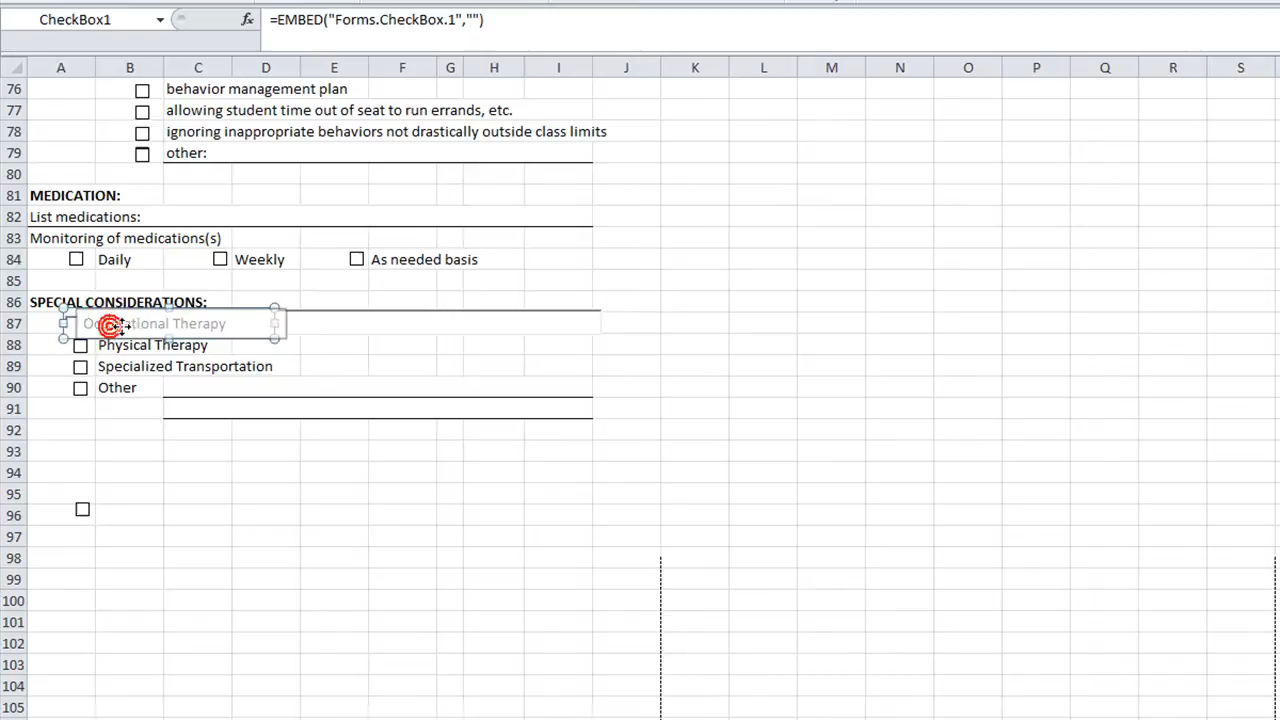 CheckBox1 fx =EMBED("Forms.CheckBox.1","")
A B C D E F G H I J K L M N O P Q R S
76 behavior management plan
77 allowing student time out of seat to run errands, etc.
78 ignoring inappropriate behaviors not drastically outside class limits
79 other:
80
81 MEDICATION:
82 List medications:
83 Monitoring of medications(s)
84 Daily Weekly As needed basis
85
86 SPECIAL CONSIDERATIONS:
87 Therapy
88 Physical Therapy
89 Specialized Transportation
90 Other
91
92
93
94
95
96
97
98
99
100
101
102
103
104
105